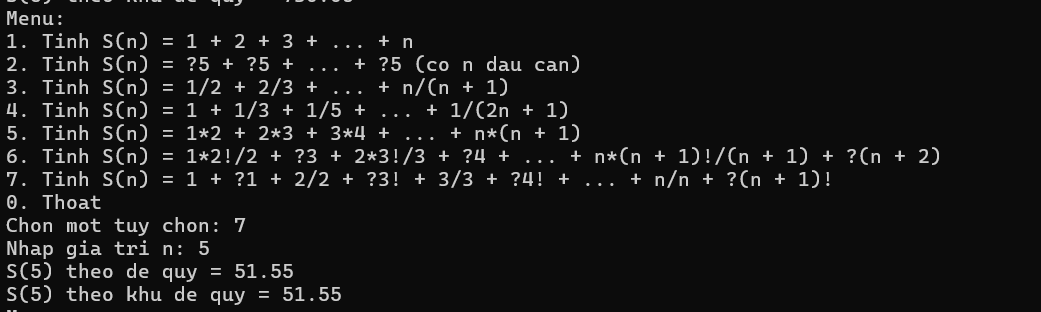 Menu:
1. Tinh S(n) = 1 + 2 + 3 + ... + n
2. Tinh S(n) = ?5 + ?5 + ... + ?5 (co n dau can)
3. Tinh S(n) = 1/2 + 2/3 + ... + n/(n + 1)
4. Tinh S(n) = 1 + 1/3 + 1/5 + ... + 1/(2n + 1)
5. Tinh S(n) = 1*2 + 2*3 + 3*4 + ... + n*(n + 1)
6. Tinh S(n) = 1*2!/2 + ?3 + 2*3!/3 + ?4 + ... + n*(n + 1)!/(n + 1) + ?(n + 2)
7. Tinh S(n) = 1 + ?1 + 2/2 + ?3! + 3/3 + ?4! + ... + n/n + ?(n + 1)!
0. Thoat
Chon mot tuy chon: 7
Nhap gia tri n: 5
S(5) theo de quy = 51.55
S(5) theo khu de quy = 51.55